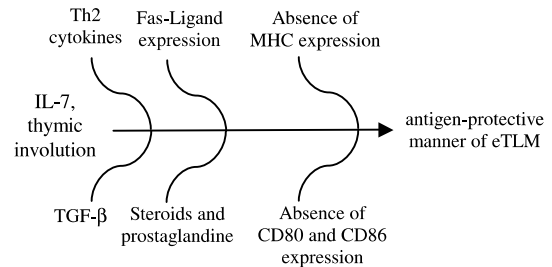 Th2
cytokines
Fas-Ligand
expression
Absence of
MHC expression
IL-7,
thymic
involution
antigen-protective
manner of eTLM
TGF-β
Steroids and
prostaglandine
Absence of
CD80 and CD86
expression